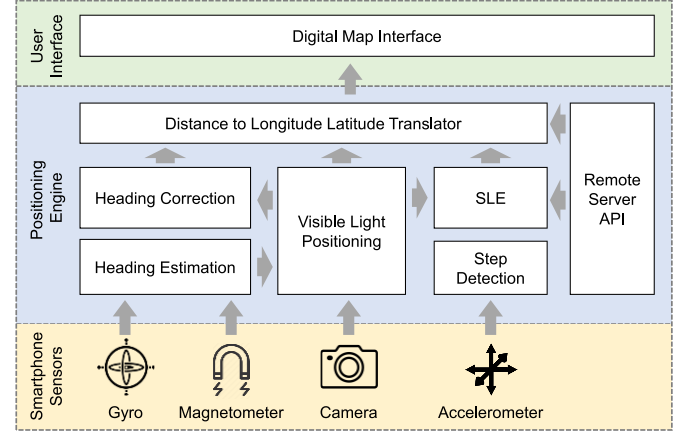 User
Interface
Digital Map Interface
Positioning
Engine
Distance to Longitude Latitude Translator
Heading Correction
Visible Light
Positioning
SLE
Remote
Server
API
Heading Estimation
Step
Detection
Smartphone
Sensors
Gyro
Magnetometer
Camera
Accelerometer